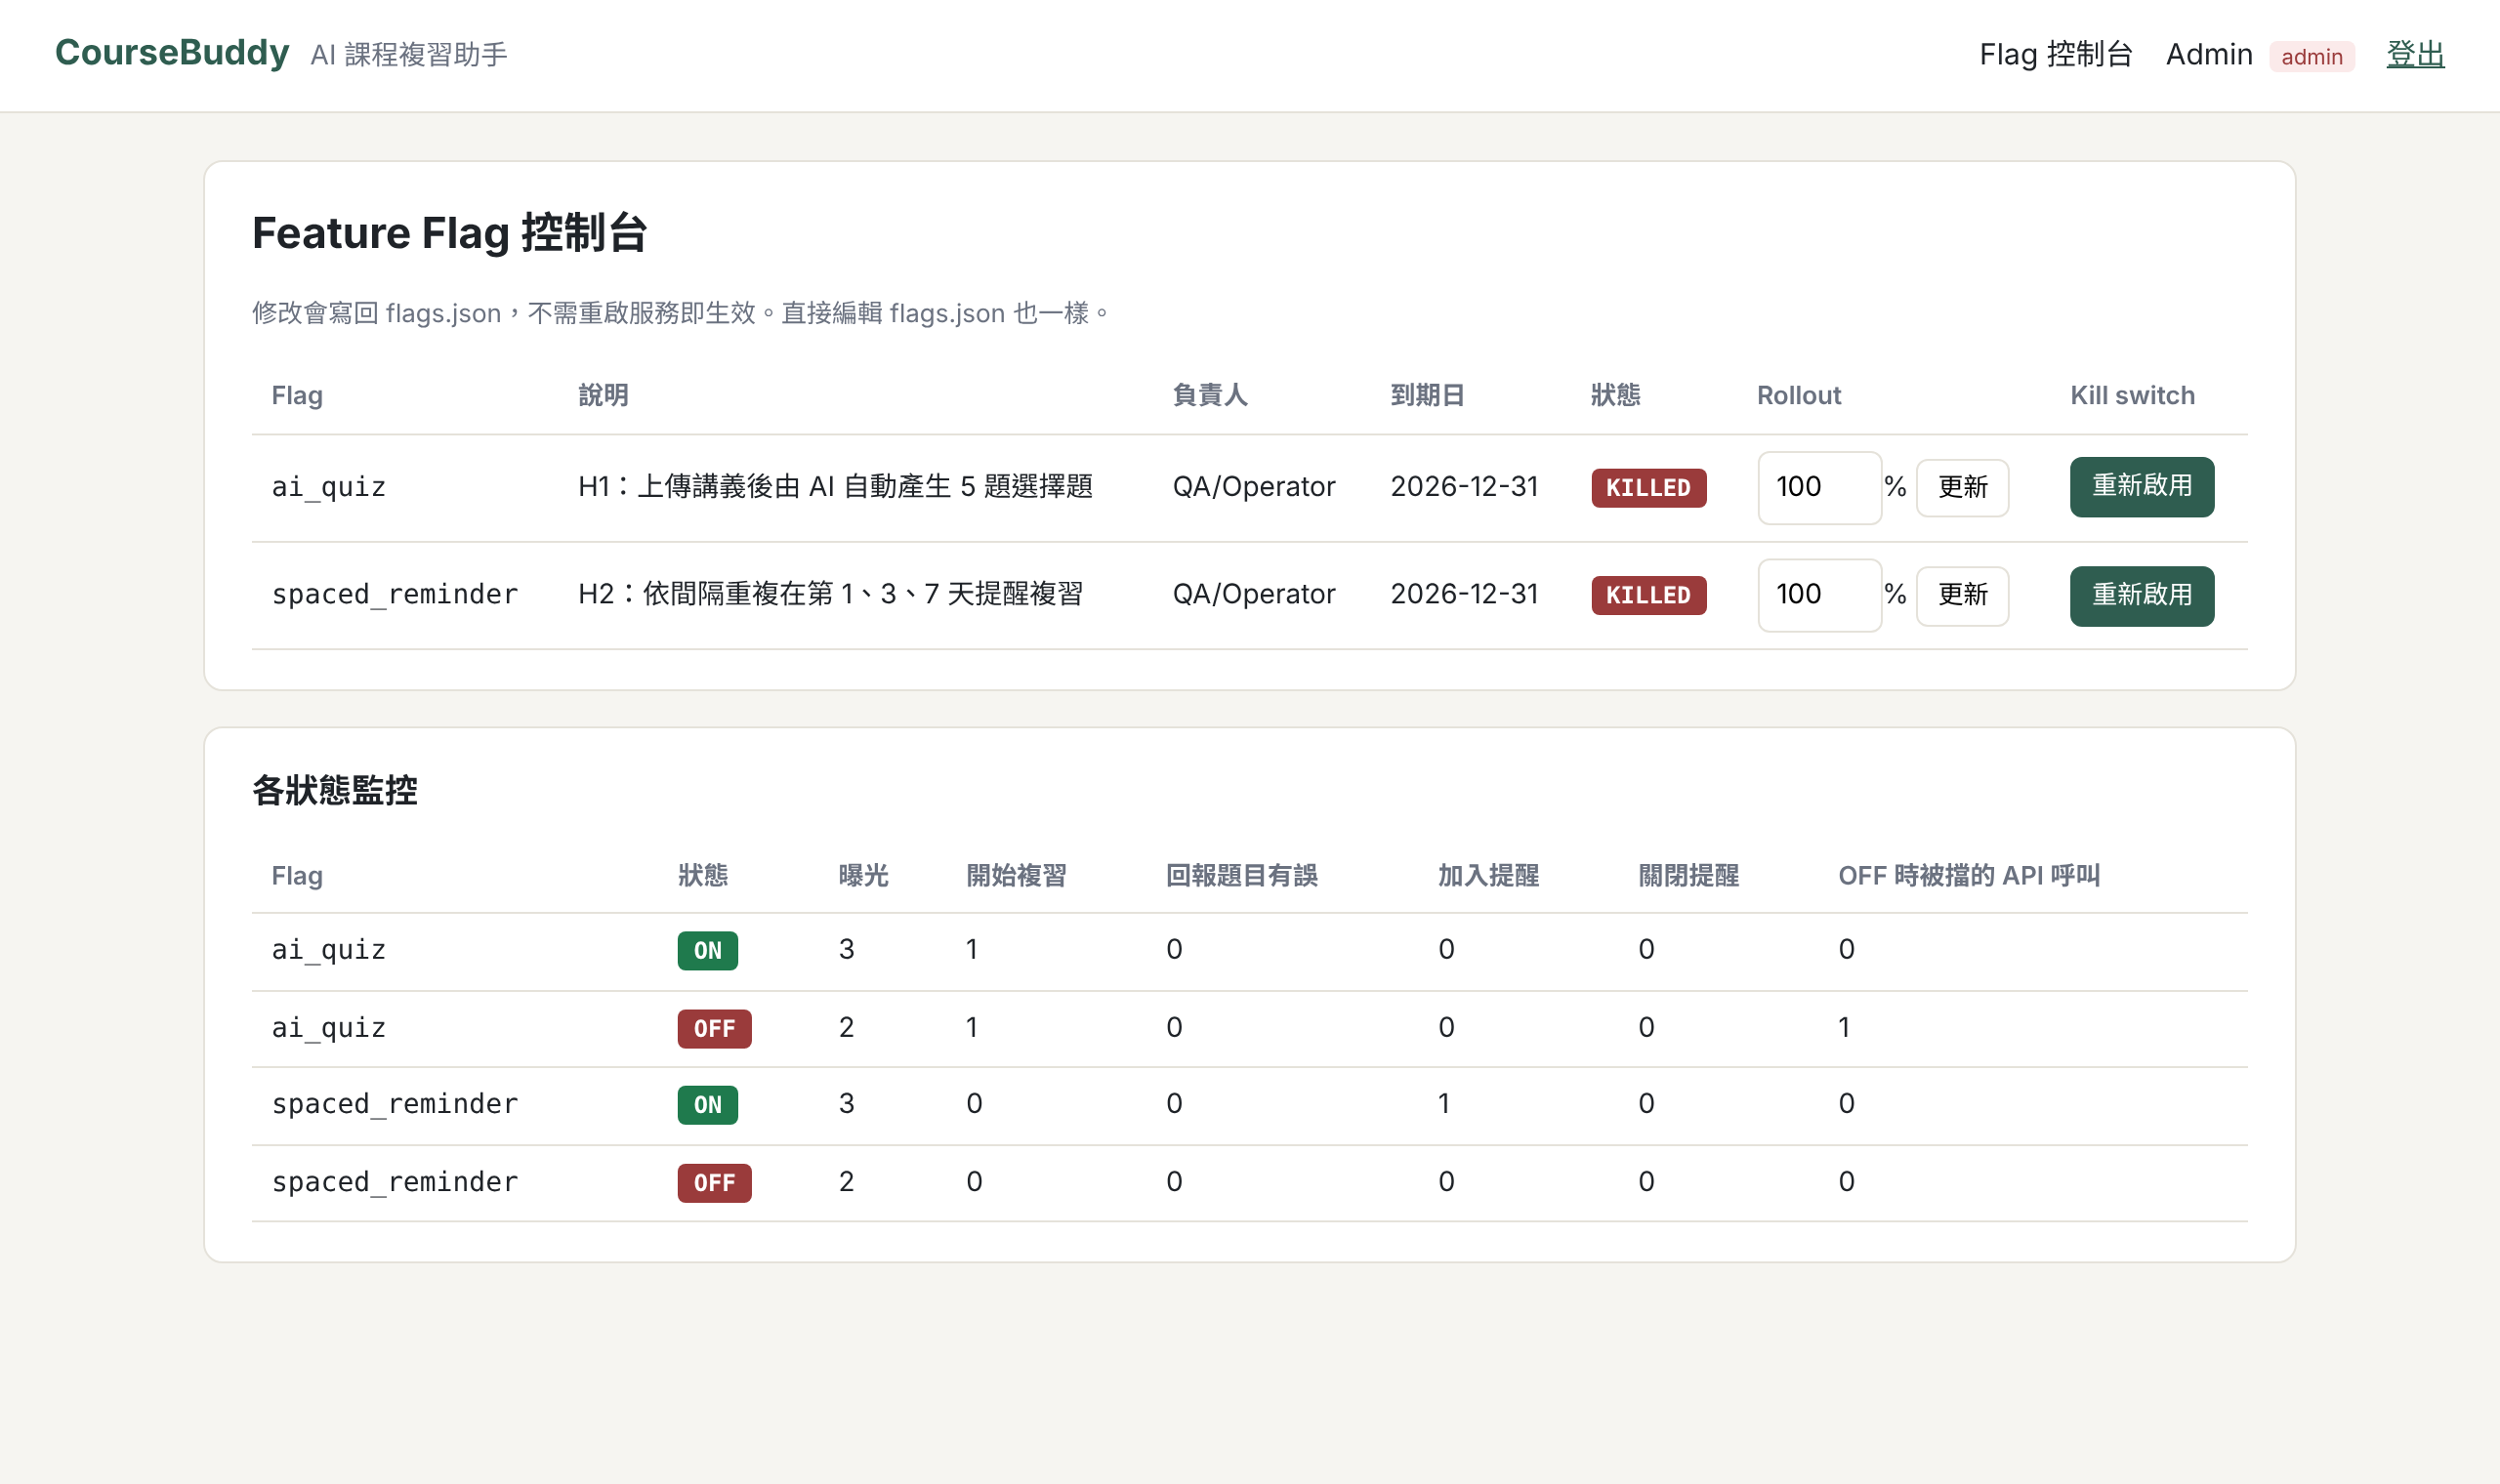 CourseBuddy AI 課程複習助手 Flag 控制台 Admin admin 登出
Feature Flag 控制台
修改會寫回 flags.json，不需重啟服務即生效。直接編輯 flags.json 也一樣。
Flag 說明 負責人 到期日 狀態 Rollout Kill switch
ai_quiz H1：上傳講義後由 AI 自動產生 5 題選擇題 QA/Operator 2026-12-31 KILLED 100 % 更新 重新啟用
spaced_reminder H2：依間隔重複在第 1、3、7 天提醒複習 QA/Operator 2026-12-31 KILLED 100 % 更新 重新啟用
各狀態監控
Flag 狀態 曝光 開始複習 回報題目有誤 加入提醒 關閉提醒 OFF 時被擋的 API 呼叫
ai_quiz ON 3 1 0 0 0 0
ai_quiz OFF 2 1 0 0 0 1
spaced_reminder ON 3 0 0 1 0 0
spaced_reminder OFF 2 0 0 0 0 0